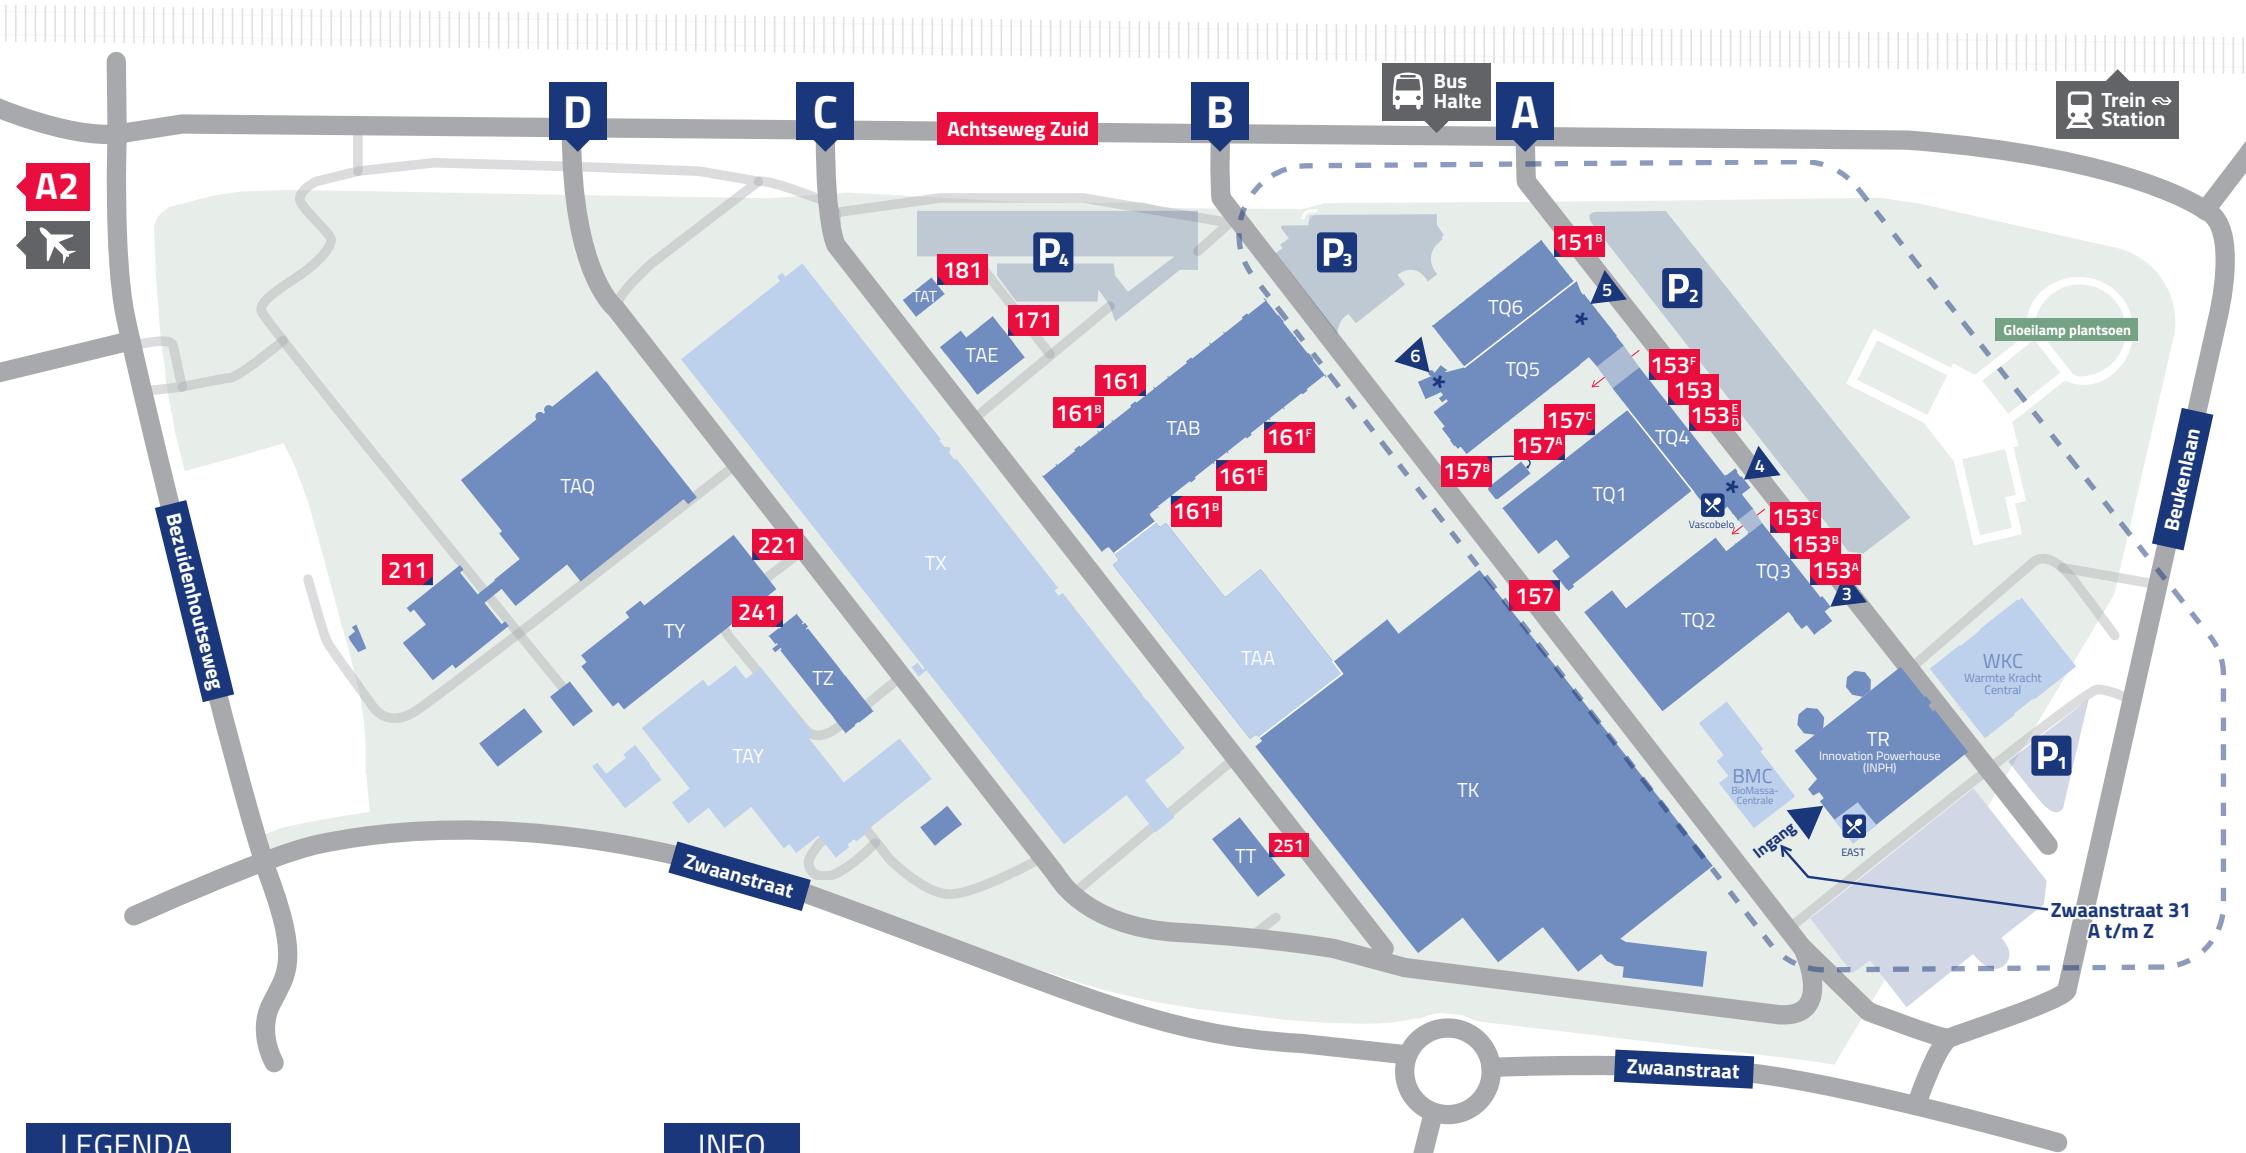 D
C
B
A
Bus
Halte
Trein
Station
Achtseweg Zuid
A2
P4
P3
P2
151B
181
TAT
171
TAE
TQ6
5
6
TQ5
Gloeilamp plantsoen
153F
153
153E
D
161
161B
TAB
161F
161E
161B
157C
157A
157B
TQ4
4
TQ1
Vascobelo
153C
153B
153A
3
TQ3
TQ2
157
Beukenlaan
TAQ
211
221
241
TY
TZ
TX
TAY
TAA
TK
TT
251
Bezuidenhoutseweg
WKC
Warmte Kracht
Central
P1
TR
Innovation Powerhouse
(INPH)
BMC
BioMassa-
Centrale
Ingang
EAST
Zwaanstraat 31
A t/m Z
Zwaanstraat
Zwaanstraat
LEGENDA
INFO